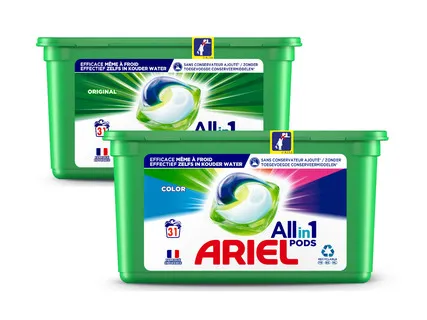 EFFICACE MÊME À FROID
EFFECTIEF ZELFS IN KOUDER WATER
SANS CONSERVATEUR AJOUTÉ* / ZONDER
TOEGEVOEGDE CONSERVEERMIDDELEN*
ORIGINAL
31
All in 1
EFFICACE MÊME À FROID
EFFECTIEF ZELFS IN KOUDER WATER
SANS CONSERVATEUR AJOUTÉ* / ZONDER
TOEGEVOEGDE CONSERVEERMIDDELEN*
COLOR
31
All in 1
PODS
ARIEL
RECYCLABLE